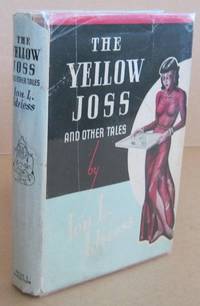 THE
YELLOW
JOSS
AND OTHER TALES
Ion L.
Idriess
THE
YELLOW
JOSS
AND OTHER TALES
by
Ion L.
Idriess